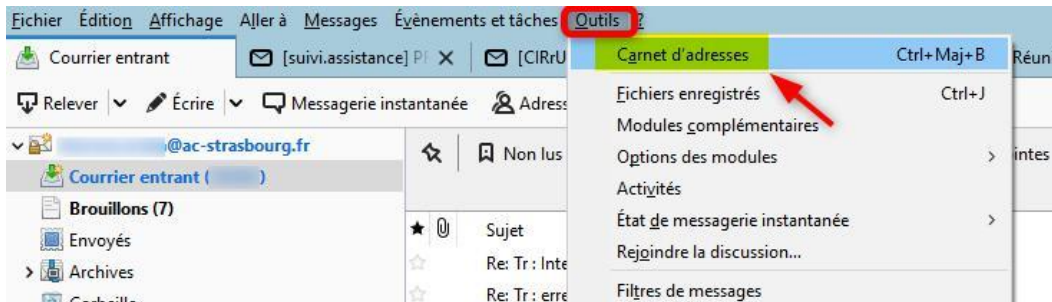 Fichier Édition Affichage Aller à Messages Évènements et tâches Outils ?
Courrier entrant [suivi.assistance] [CIRrU Réun
Carnet d'adresses Ctrl+Maj+B
Relever Écrire Messagerie instantanée Adress
Fichiers enregistrés Ctrl+J
Modules complémentaires
@ac-strasbourg.fr
Non lus
Options des modules intes
Courrier entrant ( )
Activités
Brouillons (7)
État de messagerie instantanée
Envoyés
Sujet
Rejoindre la discussion...
Archives
Re: Tr : Inte
Filtres de messages
Re: Tr : erre